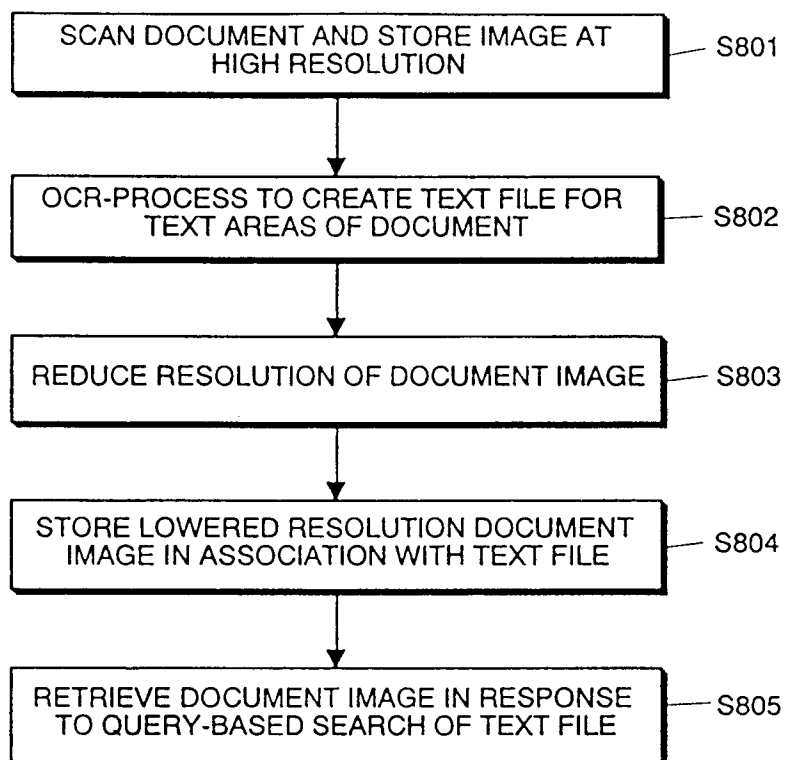 SCAN DOCUMENT AND STORE IMAGE AT
HIGH RESOLUTION
S801
OCR-PROCESS TO CREATE TEXT FILE FOR
TEXT AREAS OF DOCUMENT
S802
REDUCE RESOLUTION OF DOCUMENT IMAGE
S803
STORE LOWERED RESOLUTION DOCUMENT
IMAGE IN ASSOCIATION WITH TEXT FILE
S804
RETRIEVE DOCUMENT IMAGE IN RESPONSE
TO QUERY-BASED SEARCH OF TEXT FILE
S805